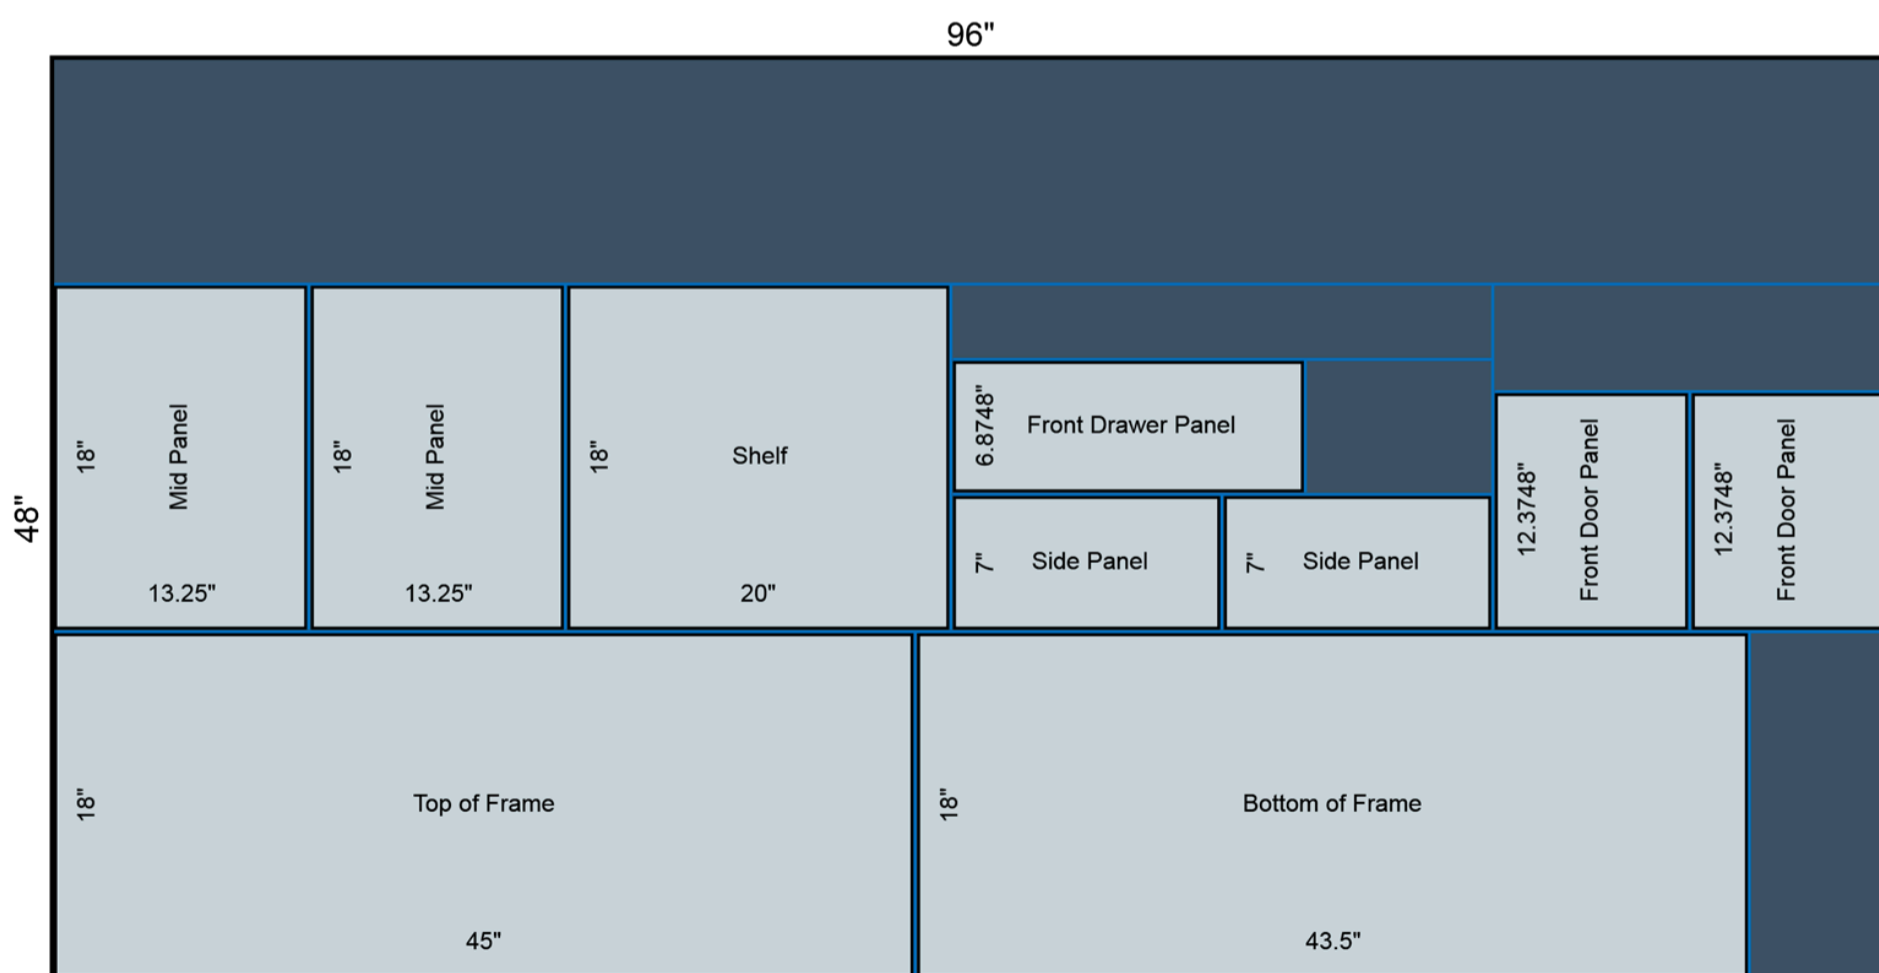 96"
48"
18"
Mid Panel
13.25"
18"
Mid Panel
13.25"
18"
Shelf
20"
6.8748"
Front Drawer Panel
7"
Side Panel
7"
Side Panel
12.3748"
Front Door Panel
12.3748"
Front Door Panel
18"
Top of Frame
45"
18"
Bottom of Frame
43.5"